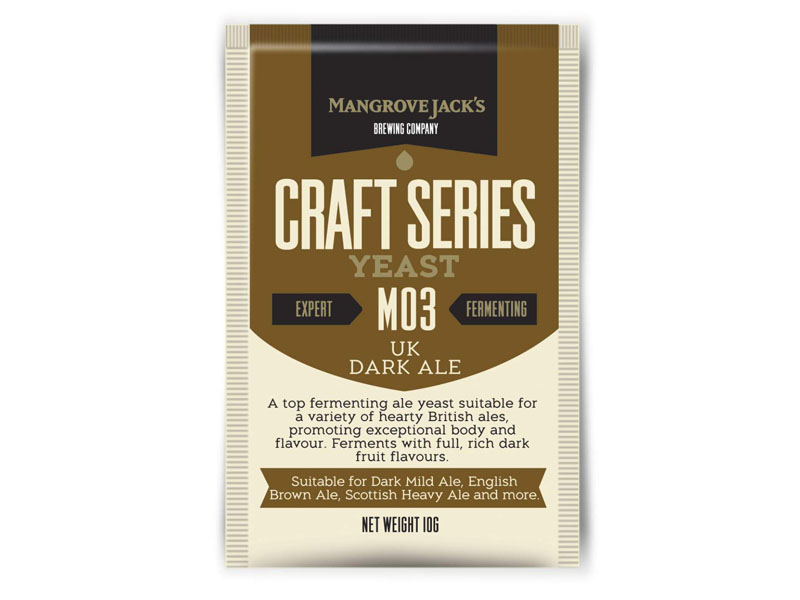 MANGROVE JACK'S
BREWING COMPANY
CRAFT SERIES
YEAST
EXPERT M03 FERMENTING
UK
DARK ALE
A top fermenting ale yeast suitable for
a variety of hearty British ales,
promoting exceptional body and
flavour. Ferments with full, rich dark
fruit flavours.
Suitable for Dark Mild Ale, English
Brown Ale, Scottish Heavy Ale and more.
NET WEIGHT 10G